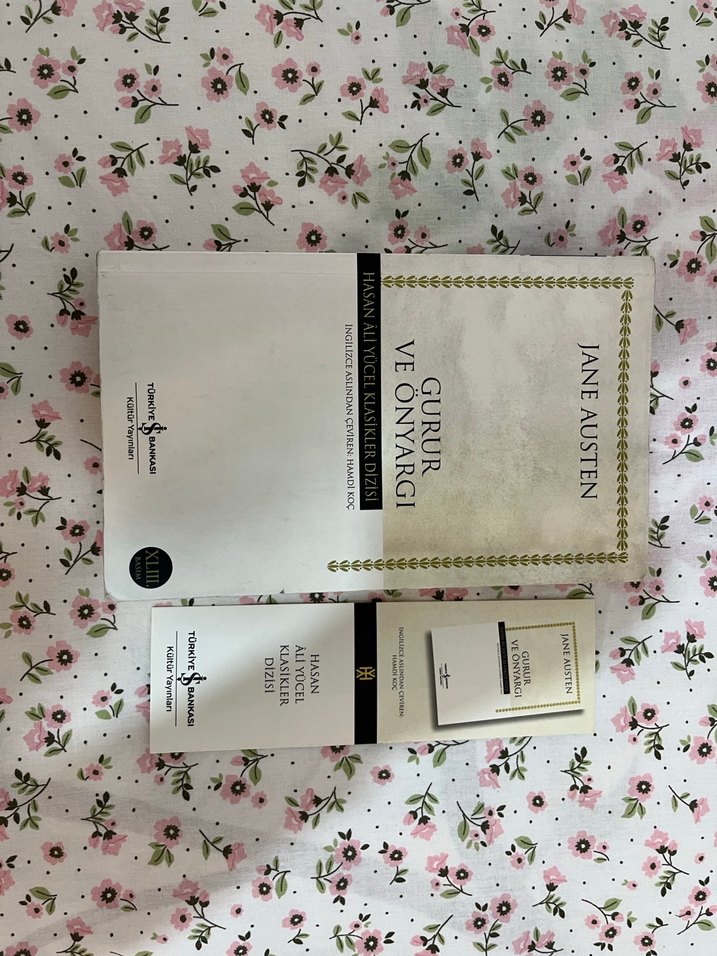 JANE AUSTEN
GURUR
VE ÖNYARGI
HASAN ÂLİ YÜCEL KLASİKLER DİZİSİ
İNGİLİZCE ASLINDAN ÇEVİREN: HAMDİ KOÇ
TÜRKİYE İŞ BANKASI
Kültür Yayınları
XLIII.
BASIM
JANE AUSTEN
GURUR
VE ÖNYARGI
İNGİLİZCE ASLINDAN ÇEVİREN:
HAMDİ KOÇ
HASAN
ÂLİ YÜCEL
KLASİKLER
DİZİSİ
TÜRKİYE İŞ BANKASI
Kültür Yayınları